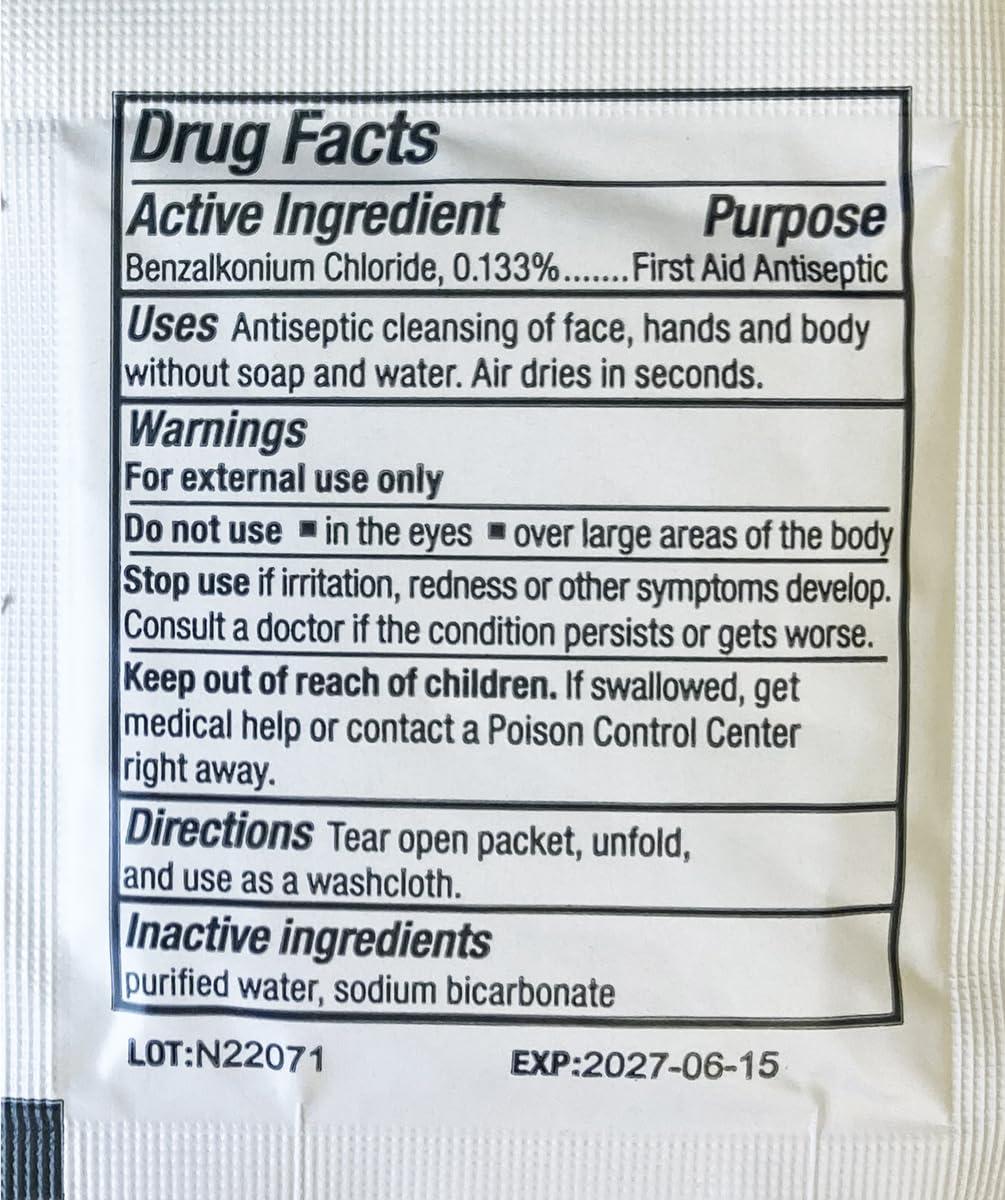 Drug Facts
Active Ingredient Purpose
Benzalkonium Chloride, 0.133%.......First Aid Antiseptic
Uses Antiseptic cleansing of face, hands and body
without soap and water. Air dries in seconds.
Warnings
For external use only
Do not use ■ in the eyes ■ over large areas of the body
Stop use if irritation, redness or other symptoms develop.
Consult a doctor if the condition persists or gets worse.
Keep out of reach of children. If swallowed, get
medical help or contact a Poison Control Center
right away.
Directions Tear open packet, unfold,
and use as a washcloth.
Inactive ingredients
purified water, sodium bicarbonate
LOT:N22071 EXP:2027-06-15